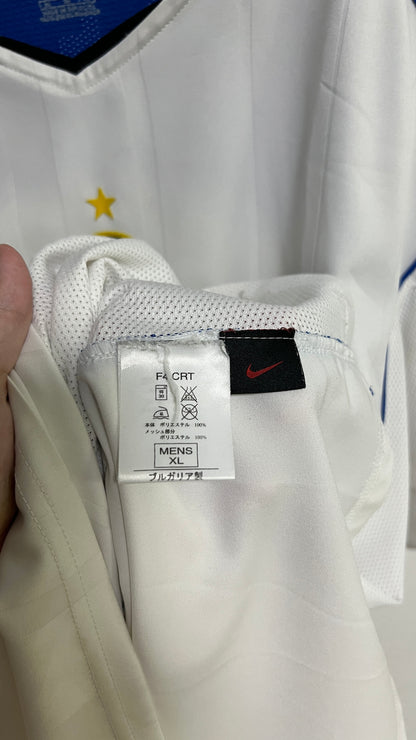 F4 CRT
本体 ポリエステル 100%
メッシュ部分
ポリエステル 100%
MENS
XL
ブルガリア製